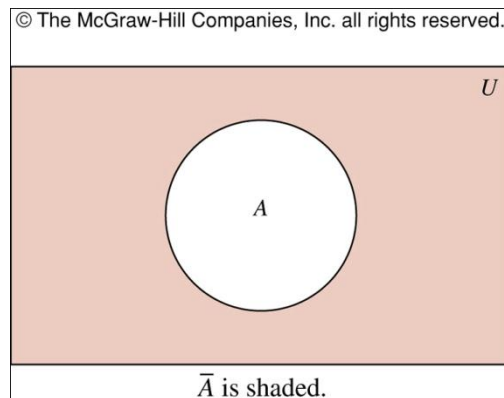 © The McGraw-Hill Companies, Inc. all rights reserved.
U
A
A̅ is shaded.